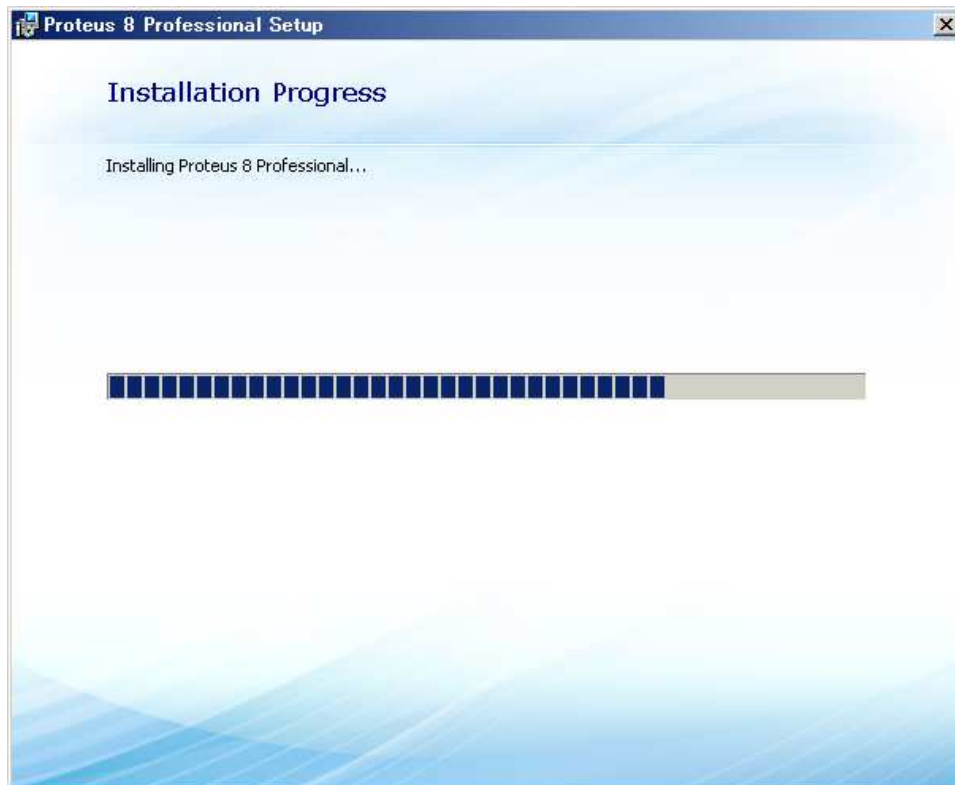 Proteus 8 Professional Setup
Installation Progress
Installing Proteus 8 Professional...